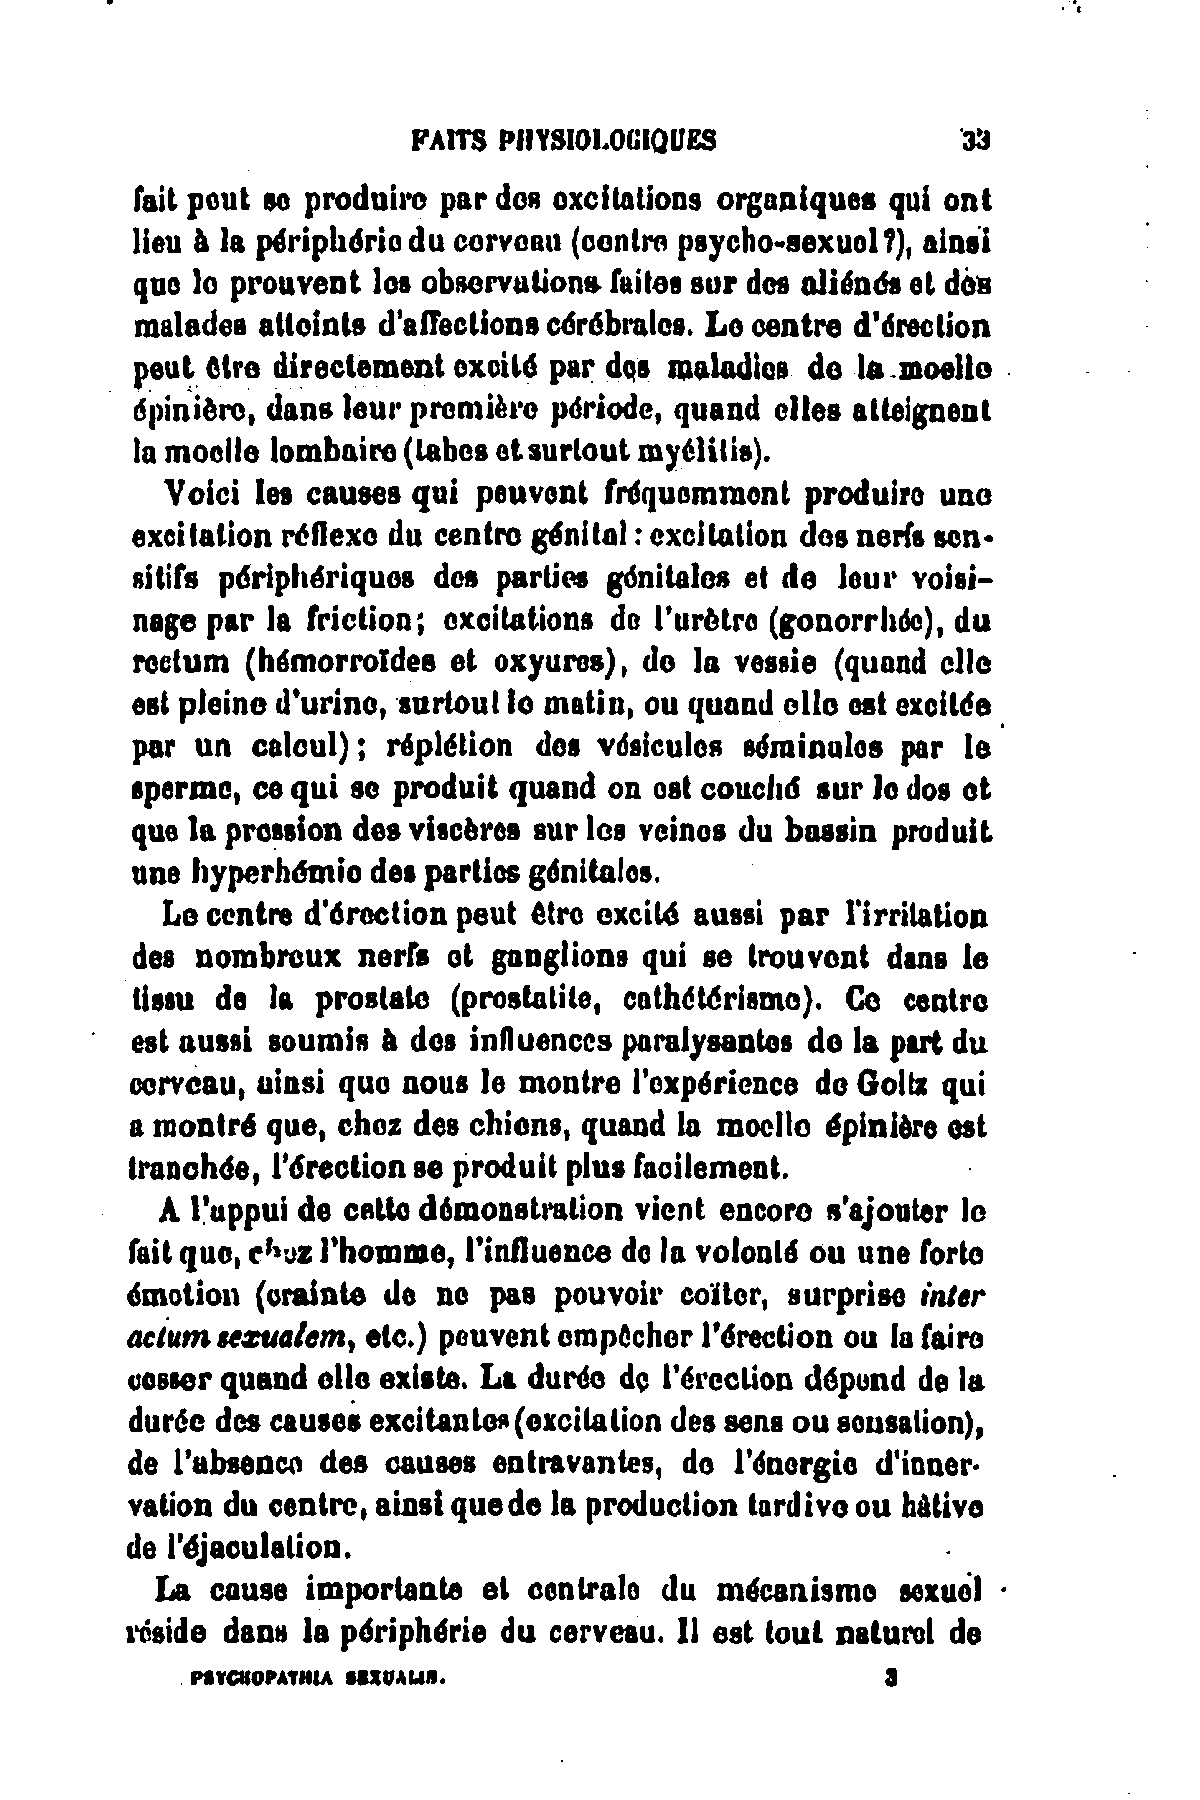 FAITS PHYSIOLOGIQUES 33
fait peut se produire par des excitations organiques qui ont
lieu à la périphérie du cerveau (centre psycho-sexuel?), ainsi
que le prouvent les observations faites sur des aliénés et des
malades atteints d'affections cérébrales. Le centre d'érection
peut être directement excité par des maladies de la moelle
épinière, dans leur première période, quand elles atteignent
la moelle lombaire (tabes et surtout myélitis).
Voici les causes qui peuvent fréquemment produire une
excitation réflexe du centre génital : excitation des nerfs sen-
sitifs périphériques des parties génitales et de leur voisi-
nage par la friction; excitations de l'urètre (gonorrhée), du
rectum (hémorroïdes et oxyures), de la vessie (quand elle
est pleine d'urine, surtout le matin, ou quand elle est excitée
par un calcul) ; réplétion des vésicules séminales par le
sperme, ce qui se produit quand on est couché sur le dos et
que la pression des viscères sur les veines du bassin produit
une hyperhémie des parties génitales.
Le centre d'érection peut être excité aussi par l'irritation
des nombreux nerfs et ganglions qui se trouvent dans le
tissu de la prostate (prostatite, cathétérisme). Ce centre
est aussi soumis à des influences paralysantes de la part du
cerveau, ainsi que nous le montre l'expérience de Goltz qui
a montré que, chez des chiens, quand la moelle épinière est
tranchée, l'érection se produit plus facilement.
A l'appui de cette démonstration vient encore s'ajouter le
fait que, chez l'homme, l'influence de la volonté ou une forte
émotion (crainte de ne pas pouvoir coïter, surprise inter
actum sexualem, etc.) peuvent empêcher l'érection ou la faire
cesser quand elle existe. La durée de l'érection dépend de la
durée des causes excitantes (excitation des sens ou sensation),
de l'absence des causes entravantes, de l'énergie d'inner-
vation du centre, ainsi que de la production tardive ou hâtive
de l'éjaculation.
La cause importante et centrale du mécanisme sexuel
réside dans la périphérie du cerveau. Il est tout naturel de
PSYCHOPATHIA SEXUALIS. 3